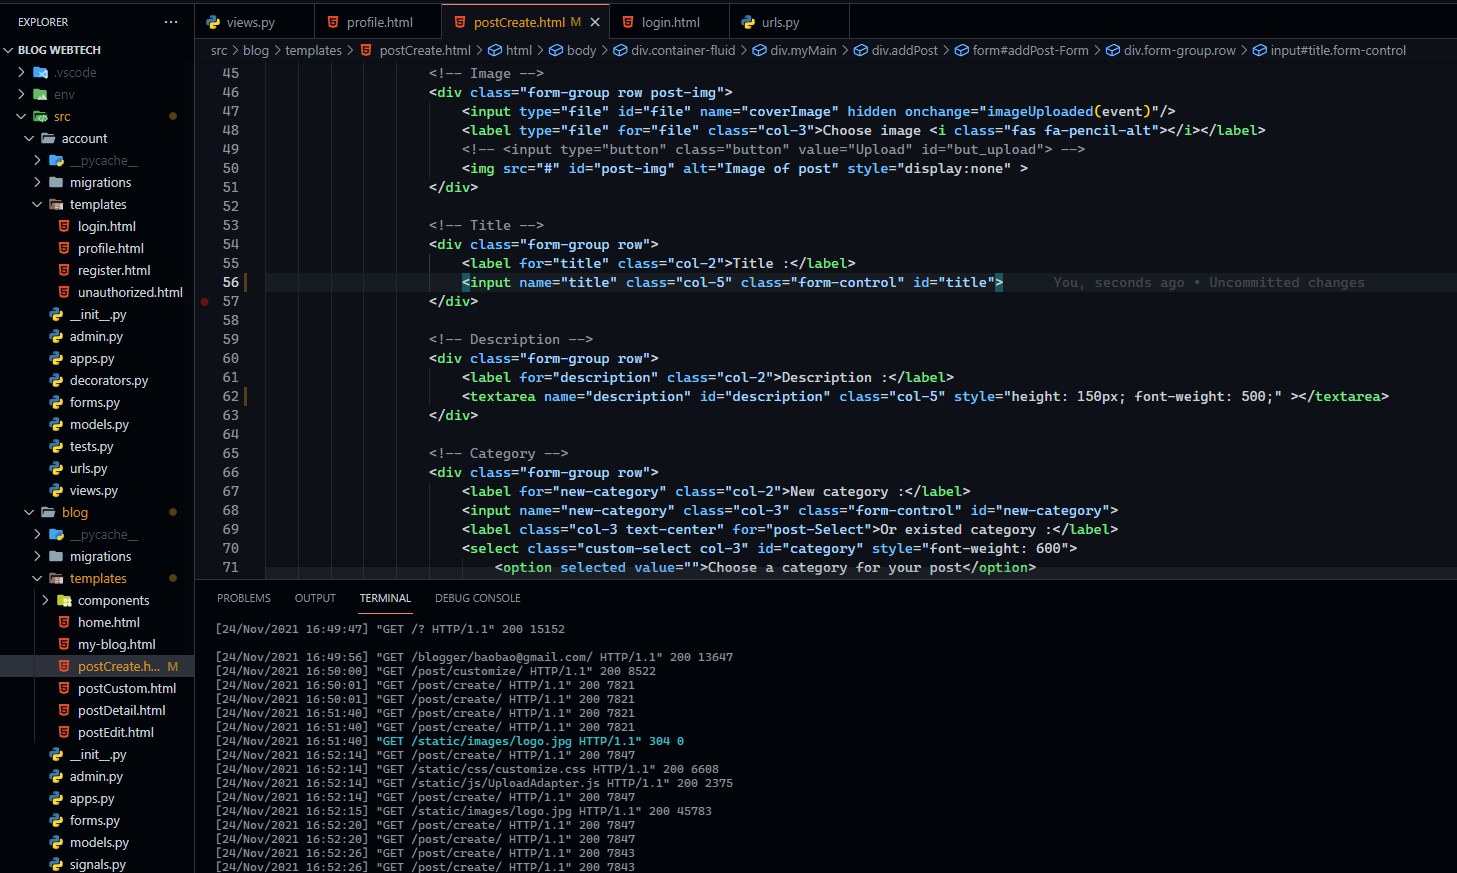 EXPLORER
BLOG WEBTECH
.vscode
env
src
account
__pycache__
migrations
templates
login.html
profile.html
register.html
unauthorized.html
__init__.py
admin.py
apps.py
decorators.py
forms.py
models.py
tests.py
urls.py
views.py
blog
__pycache__
migrations
templates
components
home.html
my-blog.html
postCreate.h... M
postCustom.html
postDetail.html
postEdit.html
__init__.py
admin.py
apps.py
forms.py
models.py
signals.py
views.py profile.html postCreate.html M login.html urls.py
src > blog > templates > postCreate.html > html > body > div.container-fluid > div.myMain > div.addPost > form#addPost-Form > div.form-group.row > input#title.form-control
45 <!-- Image -->
46 <div class="form-group row post-img">
47 <input type="file" id="file" name="coverImage" hidden onchange="imageUploaded(event)"/>
48 <label type="file" for="file" class="col-3">Choose image <i class="fas fa-pencil-alt"></i></label>
49 <!-- <input type="button" class="button" value="Upload" id="but_upload"> -->
50 <img src="#" id="post-img" alt="Image of post" style="display:none" >
51 </div>
52
53 <!-- Title -->
54 <div class="form-group row">
55 <label for="title" class="col-2">Title :</label>
56 <input name="title" class="col-5" class="form-control" id="title"> You, seconds ago • Uncommitted changes
57 </div>
58
59 <!-- Description -->
60 <div class="form-group row">
61 <label for="description" class="col-2">Description :</label>
62 <textarea name="description" id="description" class="col-5" style="height: 150px; font-weight: 500;" ></textarea>
63 </div>
64
65 <!-- Category -->
66 <div class="form-group row">
67 <label for="new-category" class="col-2">New category :</label>
68 <input name="new-category" class="col-3" class="form-control" id="new-category">
69 <label class="col-3 text-center" for="post-Select">Or existed category :</label>
70 <select class="custom-select col-3" id="category" style="font-weight: 600">
71 <option selected value="">Choose a category for your post</option>
PROBLEMS OUTPUT TERMINAL DEBUG CONSOLE
[24/Nov/2021 16:49:47] "GET /? HTTP/1.1" 200 15152
[24/Nov/2021 16:49:56] "GET /blogger/baobao@gmail.com/ HTTP/1.1" 200 13647
[24/Nov/2021 16:50:00] "GET /post/customize/ HTTP/1.1" 200 8522
[24/Nov/2021 16:50:01] "GET /post/create/ HTTP/1.1" 200 7821
[24/Nov/2021 16:50:01] "GET /post/create/ HTTP/1.1" 200 7821
[24/Nov/2021 16:51:40] "GET /post/create/ HTTP/1.1" 200 7821
[24/Nov/2021 16:51:40] "GET /post/create/ HTTP/1.1" 200 7821
[24/Nov/2021 16:51:40] "GET /static/images/logo.jpg HTTP/1.1" 304 0
[24/Nov/2021 16:52:14] "GET /post/create/ HTTP/1.1" 200 7847
[24/Nov/2021 16:52:14] "GET /static/css/customize.css HTTP/1.1" 200 6608
[24/Nov/2021 16:52:14] "GET /static/js/UploadAdapter.js HTTP/1.1" 200 2375
[24/Nov/2021 16:52:14] "GET /post/create/ HTTP/1.1" 200 7847
[24/Nov/2021 16:52:15] "GET /static/images/logo.jpg HTTP/1.1" 200 45783
[24/Nov/2021 16:52:20] "GET /post/create/ HTTP/1.1" 200 7847
[24/Nov/2021 16:52:20] "GET /post/create/ HTTP/1.1" 200 7847
[24/Nov/2021 16:52:26] "GET /post/create/ HTTP/1.1" 200 7843
[24/Nov/2021 16:52:26] "GET /post/create/ HTTP/1.1" 200 7843